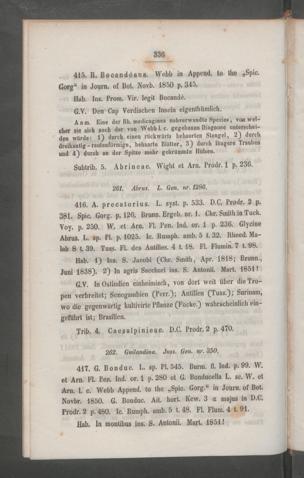 336
415. R. Bocandéana. Webb in Append. to the „Spic.
Gorg“ in Journ. of Bot. Novb. 1850 p. 345.
Hab. Ins. Prom. Vir. legit Bocandé.
G.V. Den Cap Verdischen Inseln eigenthümlich.
Anm. Eine der Rh. medicaginea nahverwandte Species, von wel-
cher sie sich nach der von Webb l. c. gegebenen Diagnose unterschei-
den würde: 1) durch einen rückwärts behaarten Stengel, 2) durch
dreikantig-rautenförmige, behaarte Blätter, 3) durch längere Trauben
und 4) durch an der Spitze mehr gekrümmte Hülsen.
Subtrib. 5. Abrineae. Wight et Arn. Prodr. 1 p. 236.
261. Abrus. L. Gen. nr. 1286.
416. A. precatorius. L. syst. p. 533. D.C. Prodr. 2 p.
381. Spic. Gorg. p. 126. Brunn. Ergeb. nr. 1. Chr. Smith in Tuck.
Voy. p. 250. W. et Arn. Fl. Pen. Ind. or. 1 p. 236. Glyzine
Abrus. L. sp. Pl. p. 1025. Ic. Rumph. amb. 5 t. 32. Rheed. Ma-
lab. 8 t. 39. Tuss. Fl. des Antilles. 4 t. 18. Fl. Flumin. 7 t. 98.
Hab. 1) Ins. S. Jacobi (Chr. Smith, Apr. 1818; Brunn.,
Juni 1838). 2) In agris Buccheri ins. S. Antonii. Mart. 1851!
G.V. In Ostindien einheimisch, von dort weit über die Tro-
pen verbreitet; Senegambien (Perr.); Antillen (Tuss.); Surinam,
wo die gegenwärtig kultivirte Pflanze (Focke.) wahrscheinlich ein-
geführt ist; Brasilien.
Trib. 4. Caesalpinieae. D.C. Prodr. 2 p. 470.
262. Guilandina. Juss. Gen. nr. 350.
417. G. Bonduc. L. sp. Pl. 545. Burm. fl. Ind. p. 99. W.
et Arn. Fl. Pen. Ind. or. 1 p. 280 et G. Bonducella L. sc. W. et
Arn. l. c. Webb Append. to the „Spic. Gorg.“ in Journ. of Bot.
Novbr. 1850. G. Bonduc. Ait. hort. Kew. 3 α majus in D.C.
Prodr. 2 p. 480. Ic. Rumph. amb. 5 t. 48. Fl. Flum. 4 t. 91.
Hab. In montibus ins. S. Antonii. Mart. 1851!